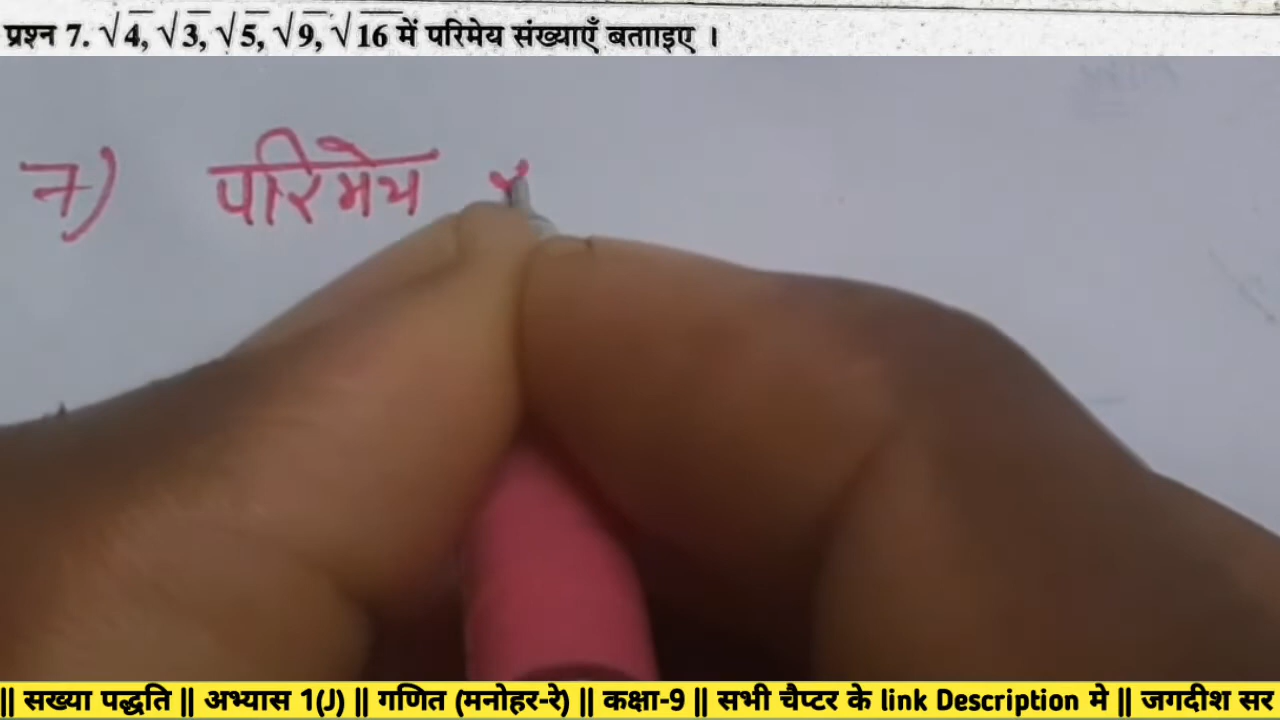 प्रश्न 7. √4, √3, √5, √9, √16 में परिमेय संख्याएँ बतााइए ।
7) परिमेय
|| सख्या पद्धति || अभ्यास 1(J) || गणित (मनोहर-रे) || कक्षा-9 || सभी चैप्टर के link Description मे || जगदीश सर